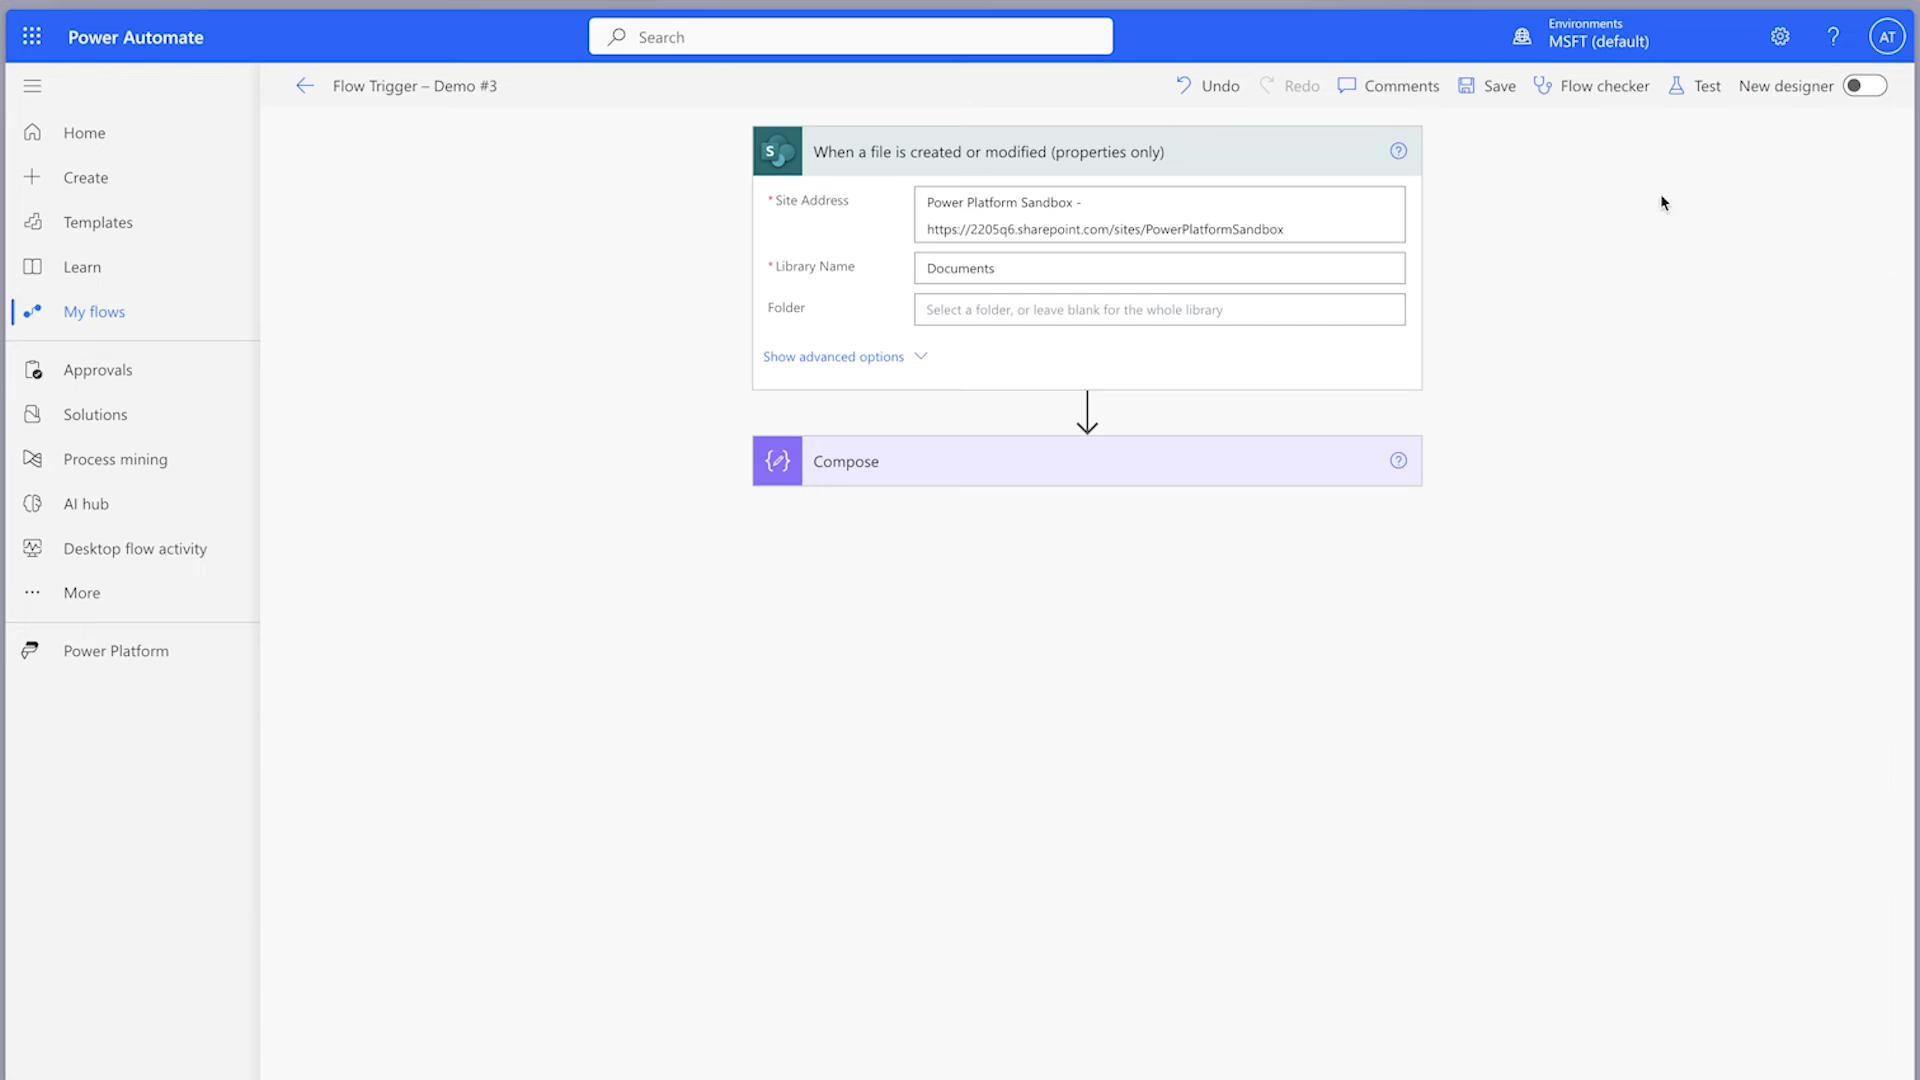 Power Automate
Search
Environments
MSFT (default)
?
AT
Flow Trigger – Demo #3
Undo
Redo
Comments
Save
Flow checker
Test
New designer
Home
Create
Templates
Learn
My flows
Approvals
Solutions
Process mining
AI hub
Desktop flow activity
More
Power Platform
S
When a file is created or modified (properties only)
?
* Site Address
Power Platform Sandbox -
https://2205q6.sharepoint.com/sites/PowerPlatformSandbox
* Library Name
Documents
Folder
Select a folder, or leave blank for the whole library
Show advanced options
Compose
?